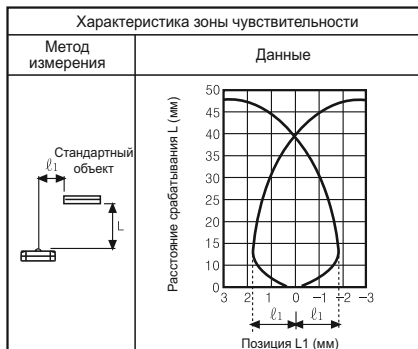 Характеристика зоны чувствительности
Метод
измерения
Данные
Стандартный
объект
ℓ1
L
Расстояние срабатывания L (мм)
50
45
40
35
30
25
20
15
10
5
0
3 2 1 0 –1 –2 –3
ℓ1 ℓ1
Позиция L1 (мм)